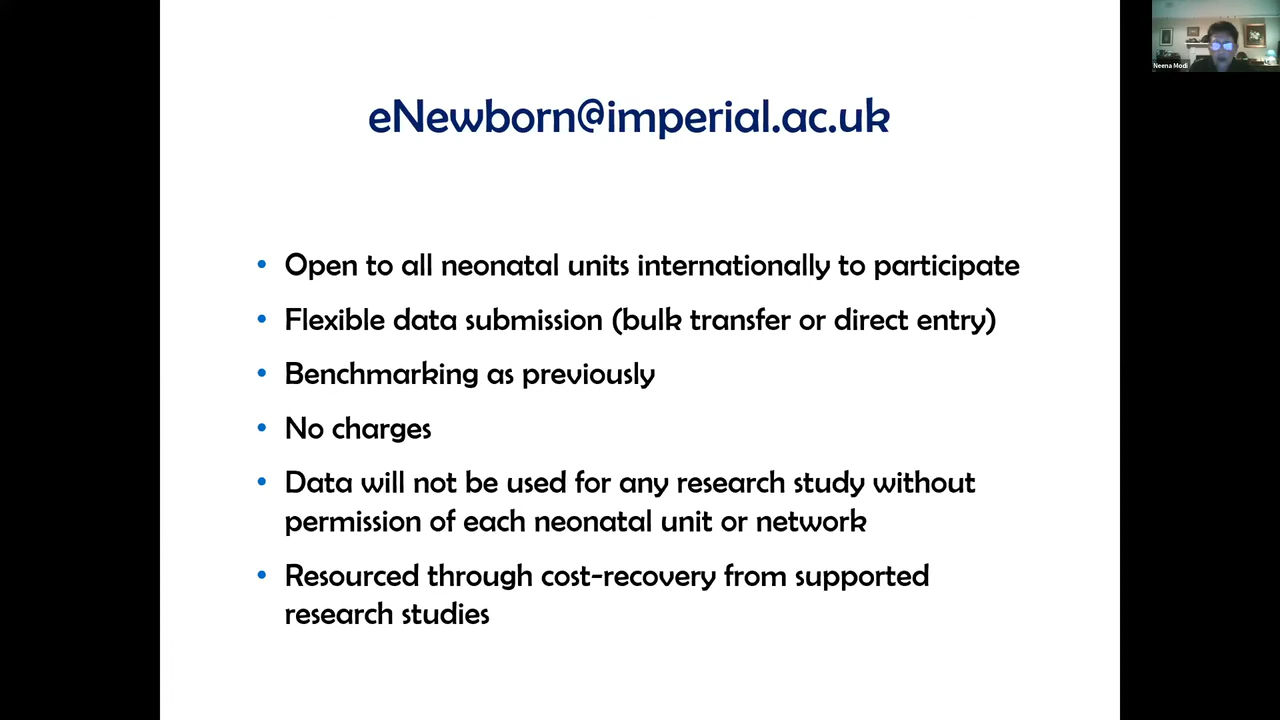 eNewborn@imperial.ac.uk
Neena Modi
• Open to all neonatal units internationally to participate
• Flexible data submission (bulk transfer or direct entry)
• Benchmarking as previously
• No charges
• Data will not be used for any research study without
permission of each neonatal unit or network
• Resourced through cost-recovery from supported
research studies